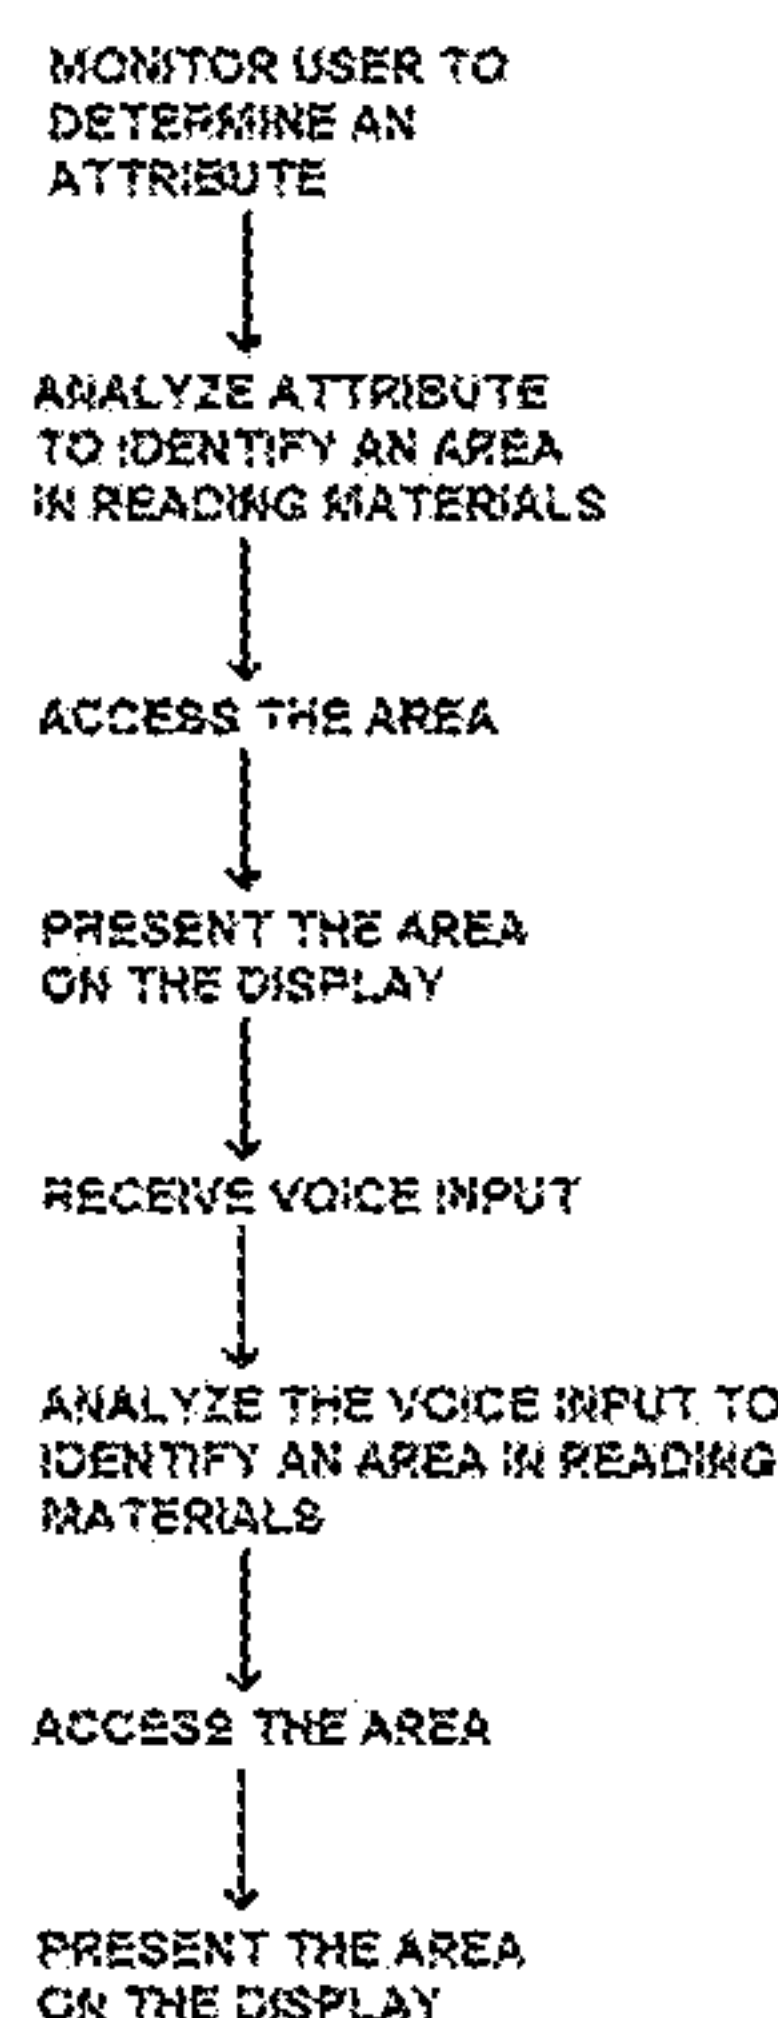 MONITOR USER TO
DETERMINE AN
ATTRIBUTE
ANALYZE ATTRIBUTE
TO IDENTIFY AN AREA
IN READING MATERIALS
ACCESS THE AREA
PRESENT THE AREA
ON THE DISPLAY
RECEIVE VOICE INPUT
ANALYZE THE VOICE INPUT TO
IDENTIFY AN AREA IN READING
MATERIALS
ACCESS THE AREA
PRESENT THE AREA
ON THE DISPLAY